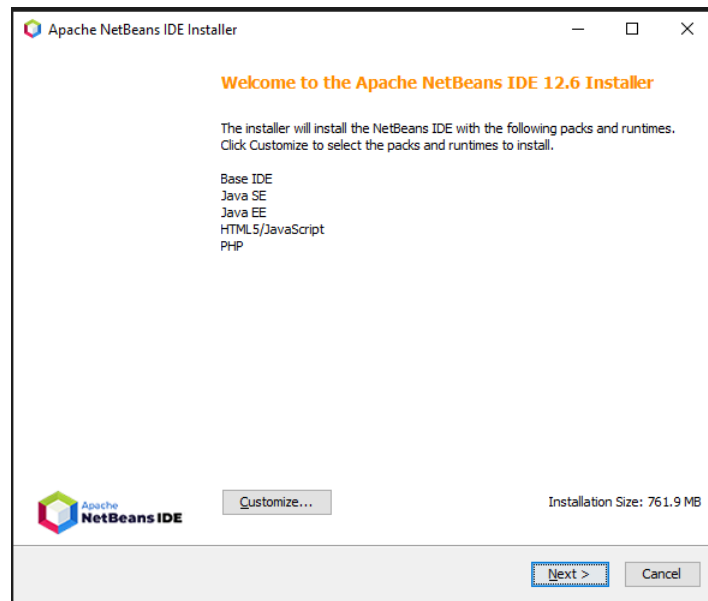 Apache NetBeans IDE Installer
Welcome to the Apache NetBeans IDE 12.6 Installer
The installer will install the NetBeans IDE with the following packs and runtimes.
Click Customize to select the packs and runtimes to install.
Base IDE
Java SE
Java EE
HTML5/JavaScript
PHP
Apache
NetBeans IDE
Customize...
Installation Size: 761.9 MB
Next >
Cancel